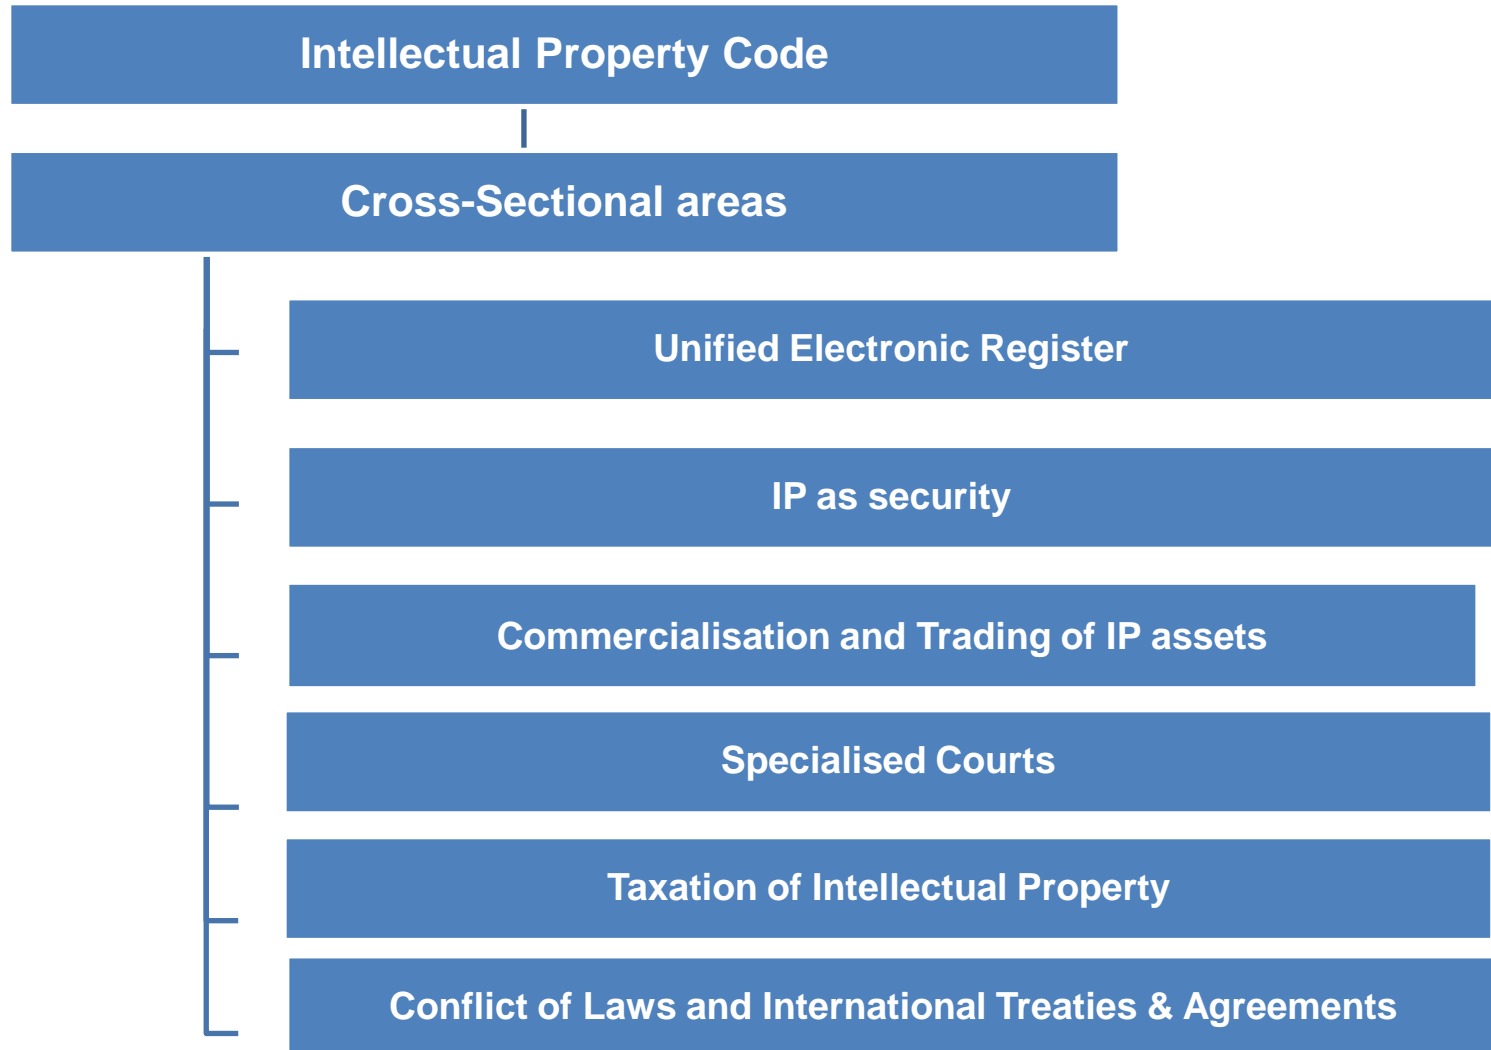 Intellectual Property Code
Cross-Sectional areas
Unified Electronic Register
IP as security
Commercialisation and Trading of IP assets
Specialised Courts
Taxation of Intellectual Property
Conflict of Laws and International Treaties & Agreements